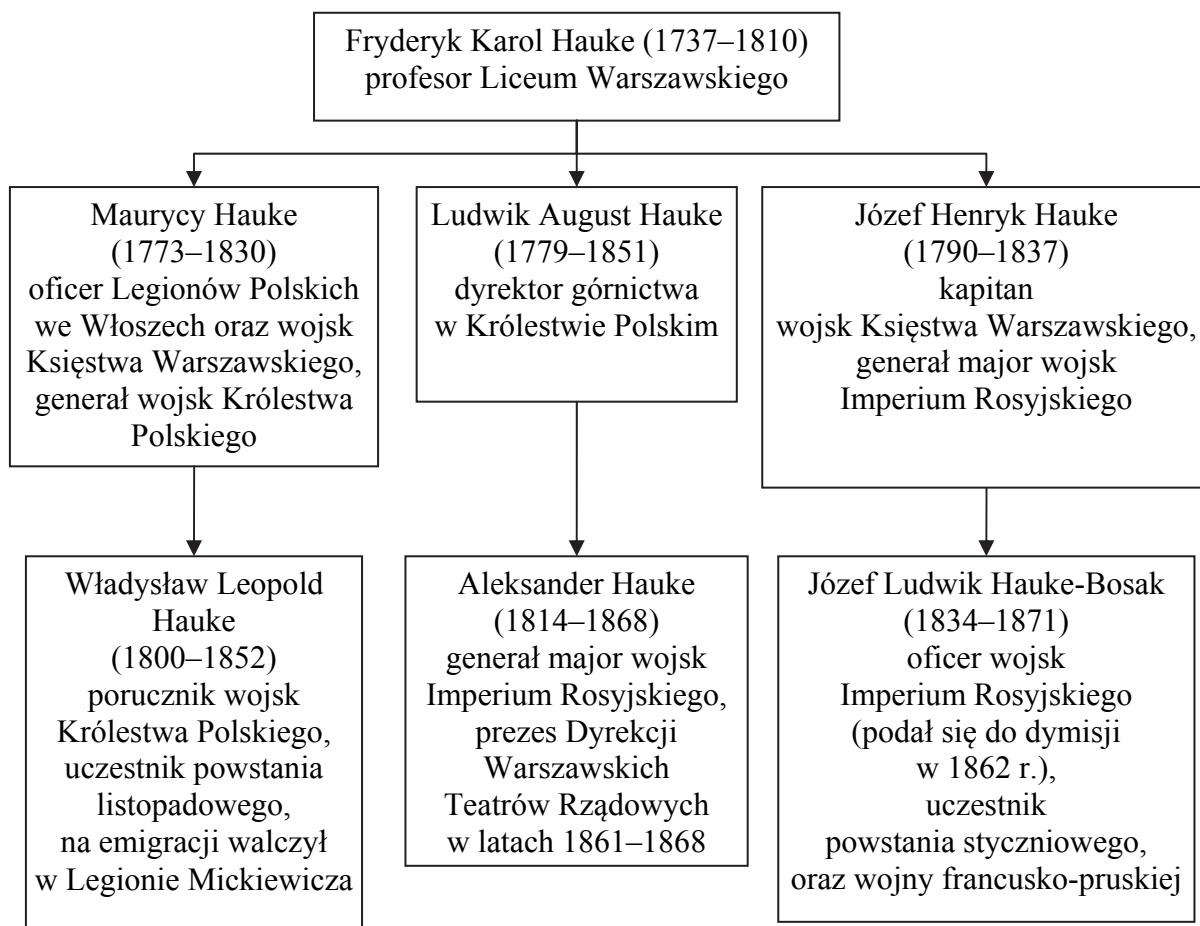 Fryderyk Karol Hauke (1737–1810)
profesor Liceum Warszawskiego
Maurycy Hauke
(1773–1830)
oficer Legionów Polskich
we Włoszech oraz wojsk
Księstwa Warszawskiego,
generał wojsk Królestwa
Polskiego
Ludwik August Hauke
(1779–1851)
dyrektor górnictwa
w Królestwie Polskim
Józef Henryk Hauke
(1790–1837)
kapitan
wojsk Księstwa Warszawskiego,
generał major wojsk
Imperium Rosyjskiego
Władysław Leopold
Hauke
(1800–1852)
porucznik wojsk
Królestwa Polskiego,
uczestnik powstania
listopadowego,
na emigracji walczył
w Legionie Mickiewicza
Aleksander Hauke
(1814–1868)
generał major wojsk
Imperium Rosyjskiego,
prezes Dyrekcji
Warszawskich
Teatrów Rządowych
w latach 1861–1868
Józef Ludwik Hauke-Bosak
(1834–1871)
oficer wojsk
Imperium Rosyjskiego
(podał się do dymisji
w 1862 r.),
uczestnik
powstania styczniowego,
oraz wojny francusko-pruskiej